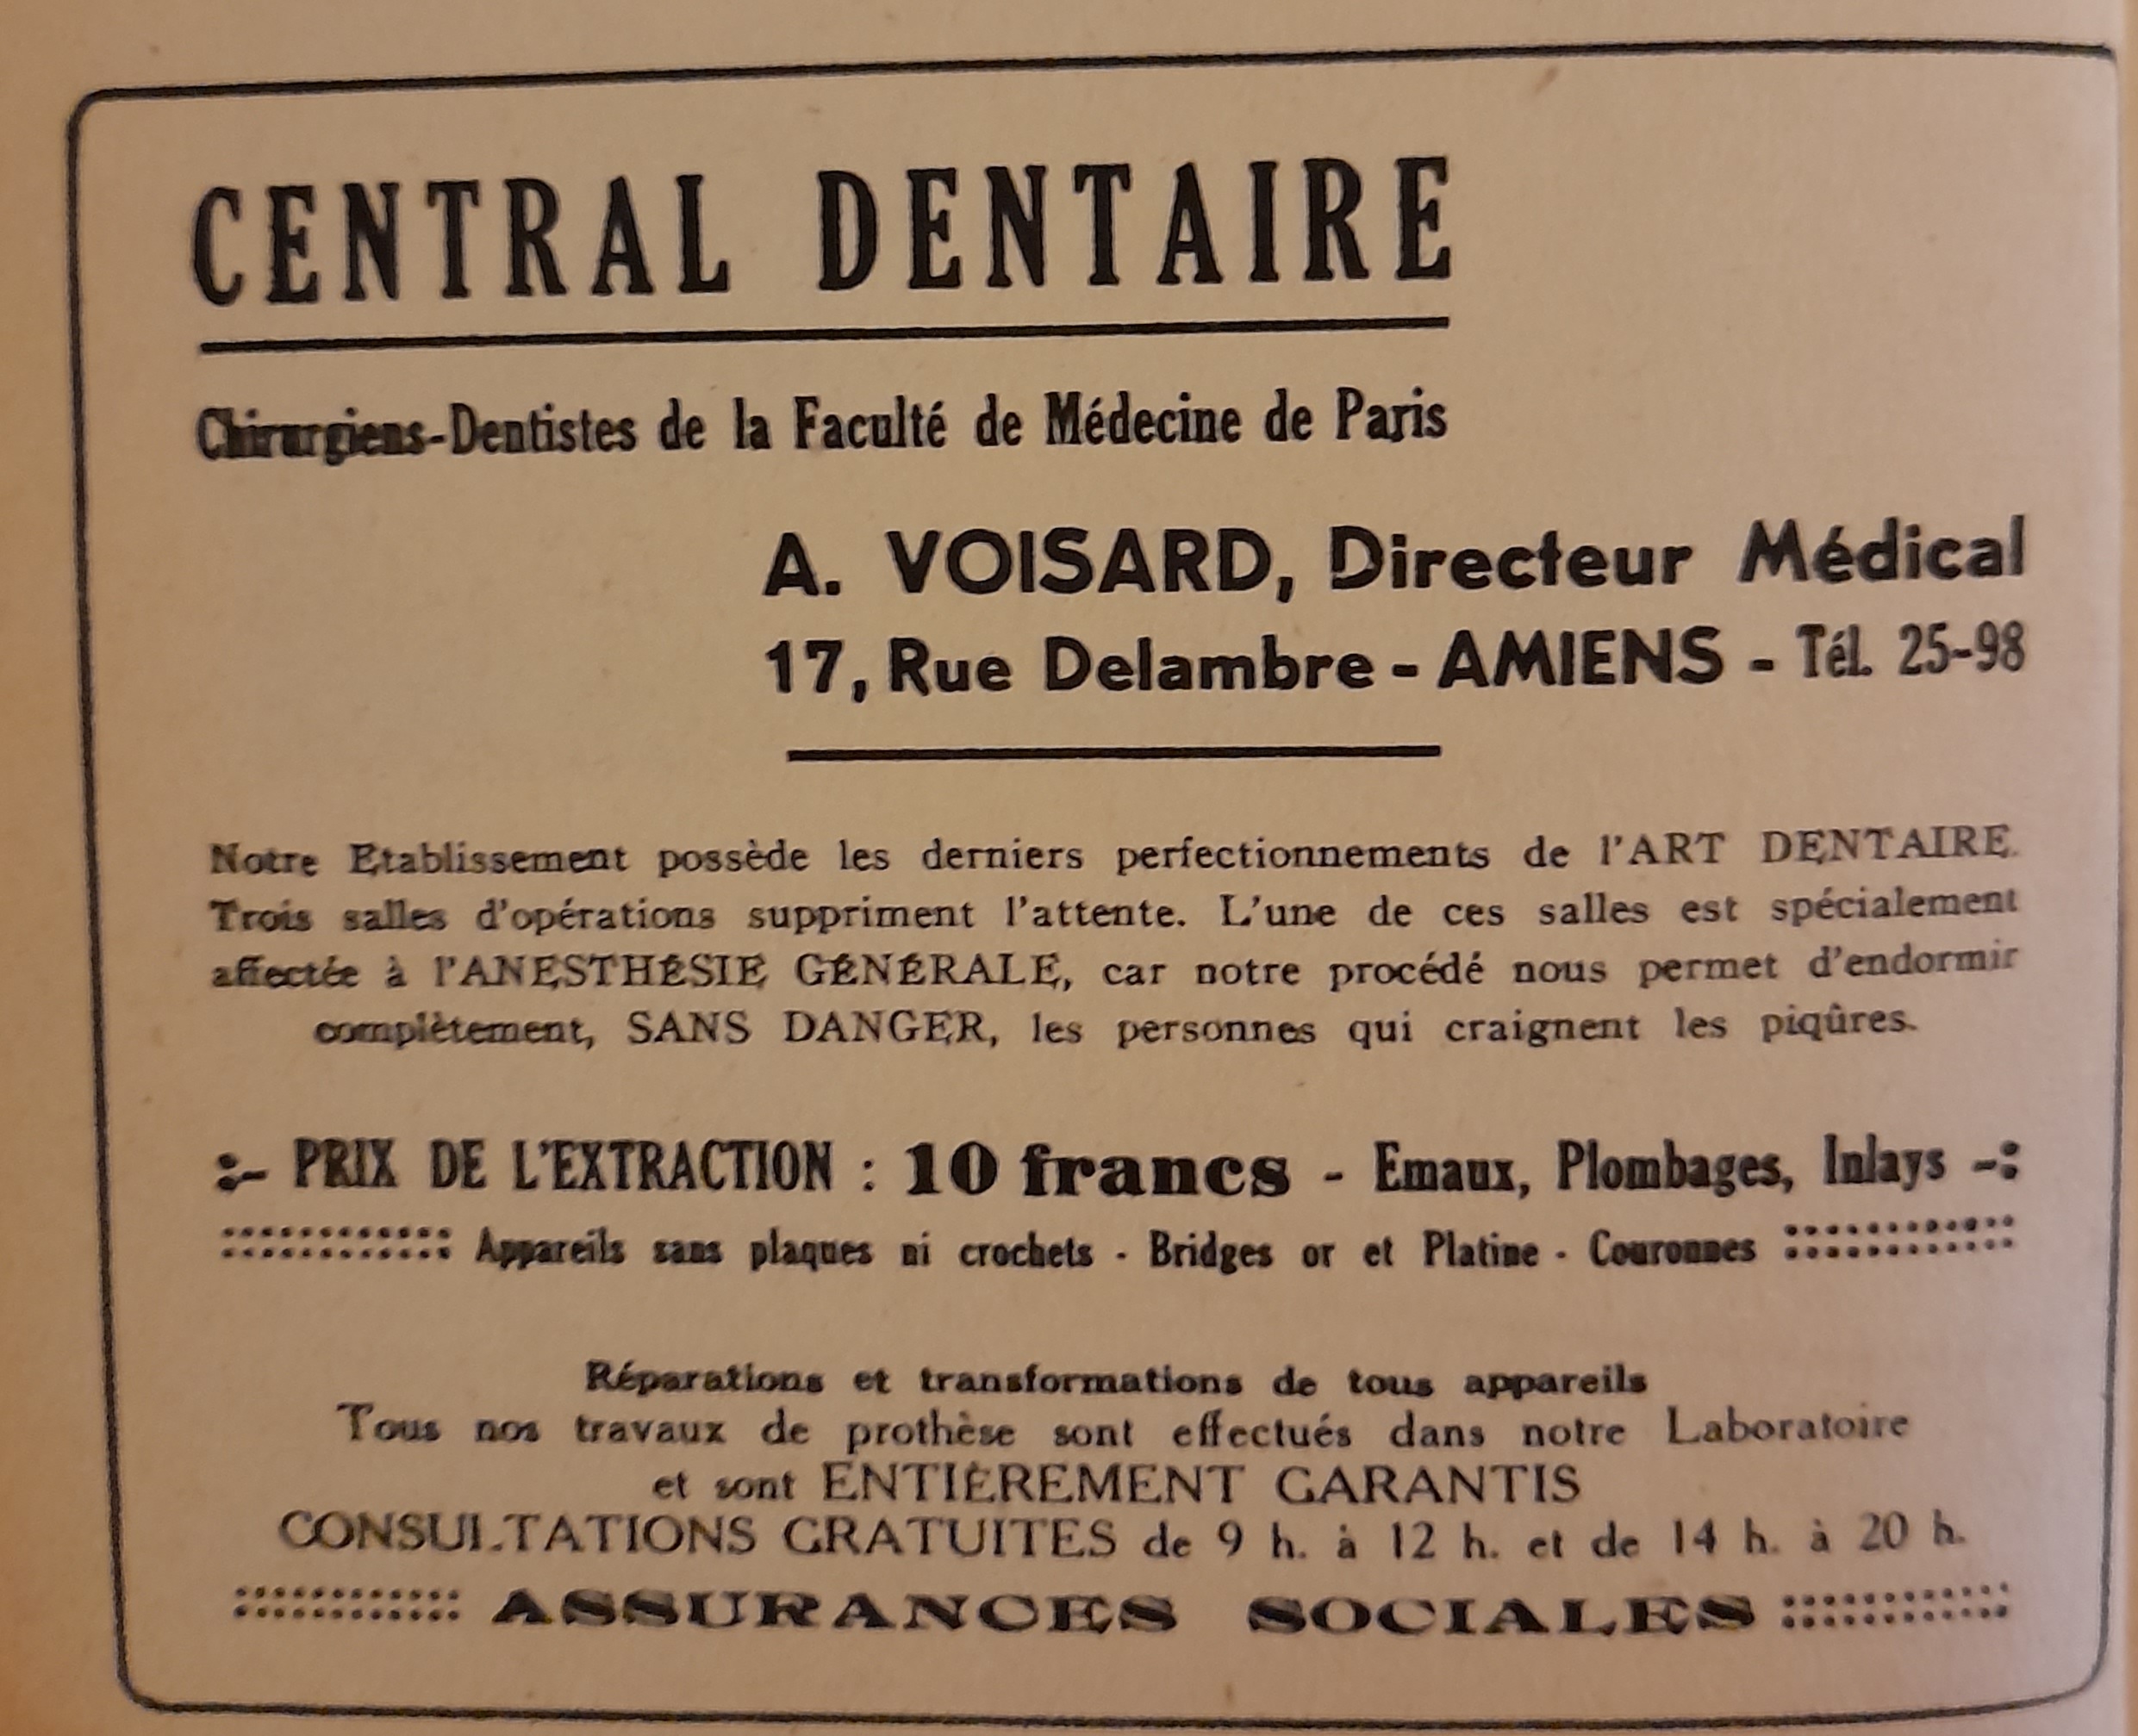 CENTRAL DENTAIRE
Chirurgiens-Dentistes de la Faculté de Médecine de Paris
A. VOISARD, Directeur Médical
17, Rue Delambre - AMIENS - Tél. 25-98
Notre Etablissement possède les derniers perfectionnements de l'ART DENTAIRE.
Trois salles d'opérations suppriment l'attente. L'une de ces salles est spécialement
affectée à l'ANESTHÉSIE GÉNÉRALE, car notre procédé nous permet d'endormir
complètement, SANS DANGER, les personnes qui craignent les piqûres.
:- PRIX DE L'EXTRACTION : 10 francs - Emaux, Plombages, Inlays -:
Appareils sans plaques ni crochets - Bridges or et Platine - Couronnes
Réparations et transformations de tous appareils
Tous nos travaux de prothèse sont effectués dans notre Laboratoire
et sont ENTIÈREMENT GARANTIS
CONSULTATIONS GRATUITES de 9 h. à 12 h. et de 14 h. à 20 h.
ASSURANCES SOCIALES